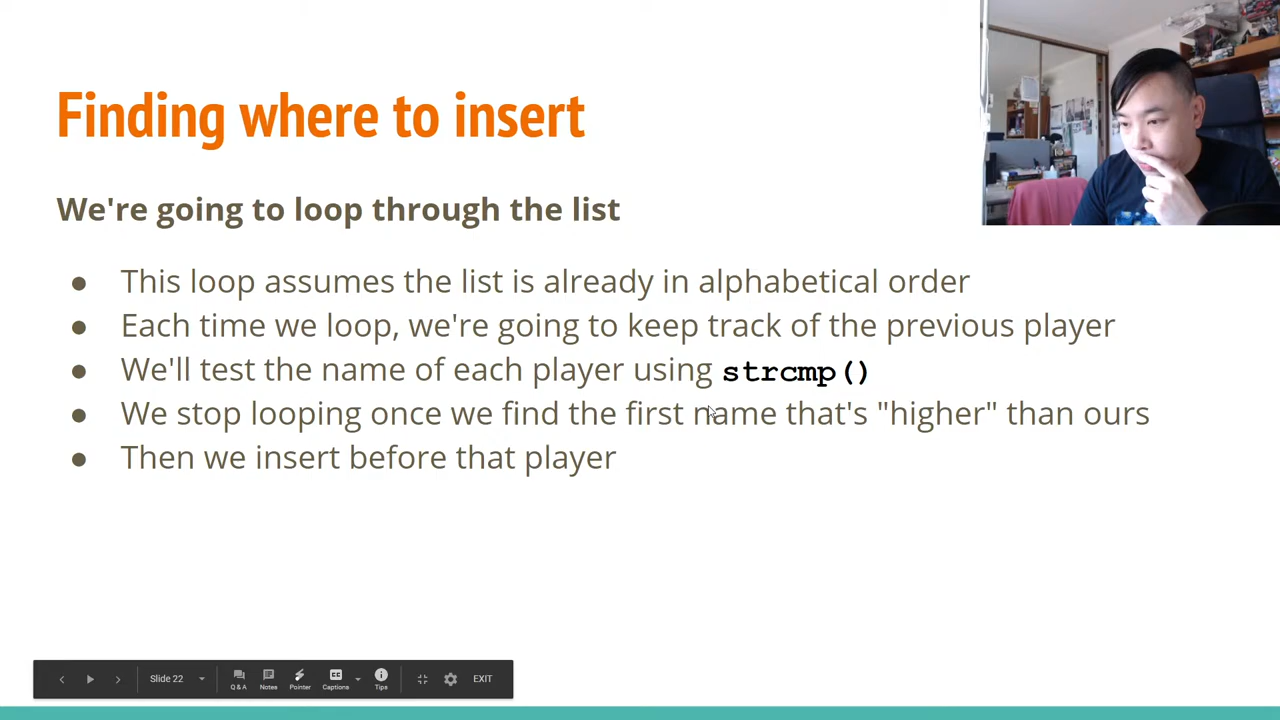 Finding where to insert
We're going to loop through the list
● This loop assumes the list is already in alphabetical order
● Each time we loop, we're going to keep track of the previous player
● We'll test the name of each player using strcmp()
● We stop looping once we find the first name that's "higher" than ours
● Then we insert before that player
Slide 22
Q & A
Notes
Pointer
Captions
Tips
EXIT